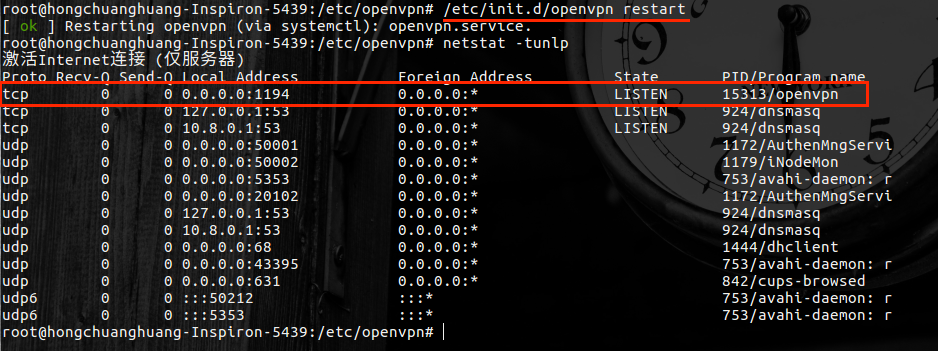 root@hongchuanghuang-Inspiron-5439:/etc/openvpn# /etc/init.d/openvpn restart
[ ok ] Restarting openvpn (via systemctl): openvpn.service.
root@hongchuanghuang-Inspiron-5439:/etc/openvpn# netstat -tunlp
激活Internet连接 (仅服务器)
Proto Recv-Q Send-Q Local Address           Foreign Address         State       PID/Program name
tcp        0      0 0.0.0.0:1194            0.0.0.0:*               LISTEN      15313/openvpn
tcp        0      0 127.0.0.1:53            0.0.0.0:*               LISTEN      924/dnsmasq
tcp        0      0 10.8.0.1:53             0.0.0.0:*               LISTEN      924/dnsmasq
udp        0      0 0.0.0.0:50001           0.0.0.0:*                           1172/AuthenMngServi
udp        0      0 0.0.0.0:50002           0.0.0.0:*                           1179/iNodeMon
udp        0      0 0.0.0.0:5353            0.0.0.0:*                           753/avahi-daemon: r
udp        0      0 0.0.0.0:20102           0.0.0.0:*                           1172/AuthenMngServi
udp        0      0 127.0.0.1:53            0.0.0.0:*                           924/dnsmasq
udp        0      0 10.8.0.1:53             0.0.0.0:*                           924/dnsmasq
udp        0      0 0.0.0.0:68              0.0.0.0:*                           1444/dhclient
udp        0      0 0.0.0.0:43395           0.0.0.0:*                           753/avahi-daemon: r
udp        0      0 0.0.0.0:631             0.0.0.0:*                           842/cups-browsed
udp6       0      0 :::50212                :::*                                753/avahi-daemon: r
udp6       0      0 :::5353                 :::*                                753/avahi-daemon: r
root@hongchuanghuang-Inspiron-5439:/etc/openvpn#